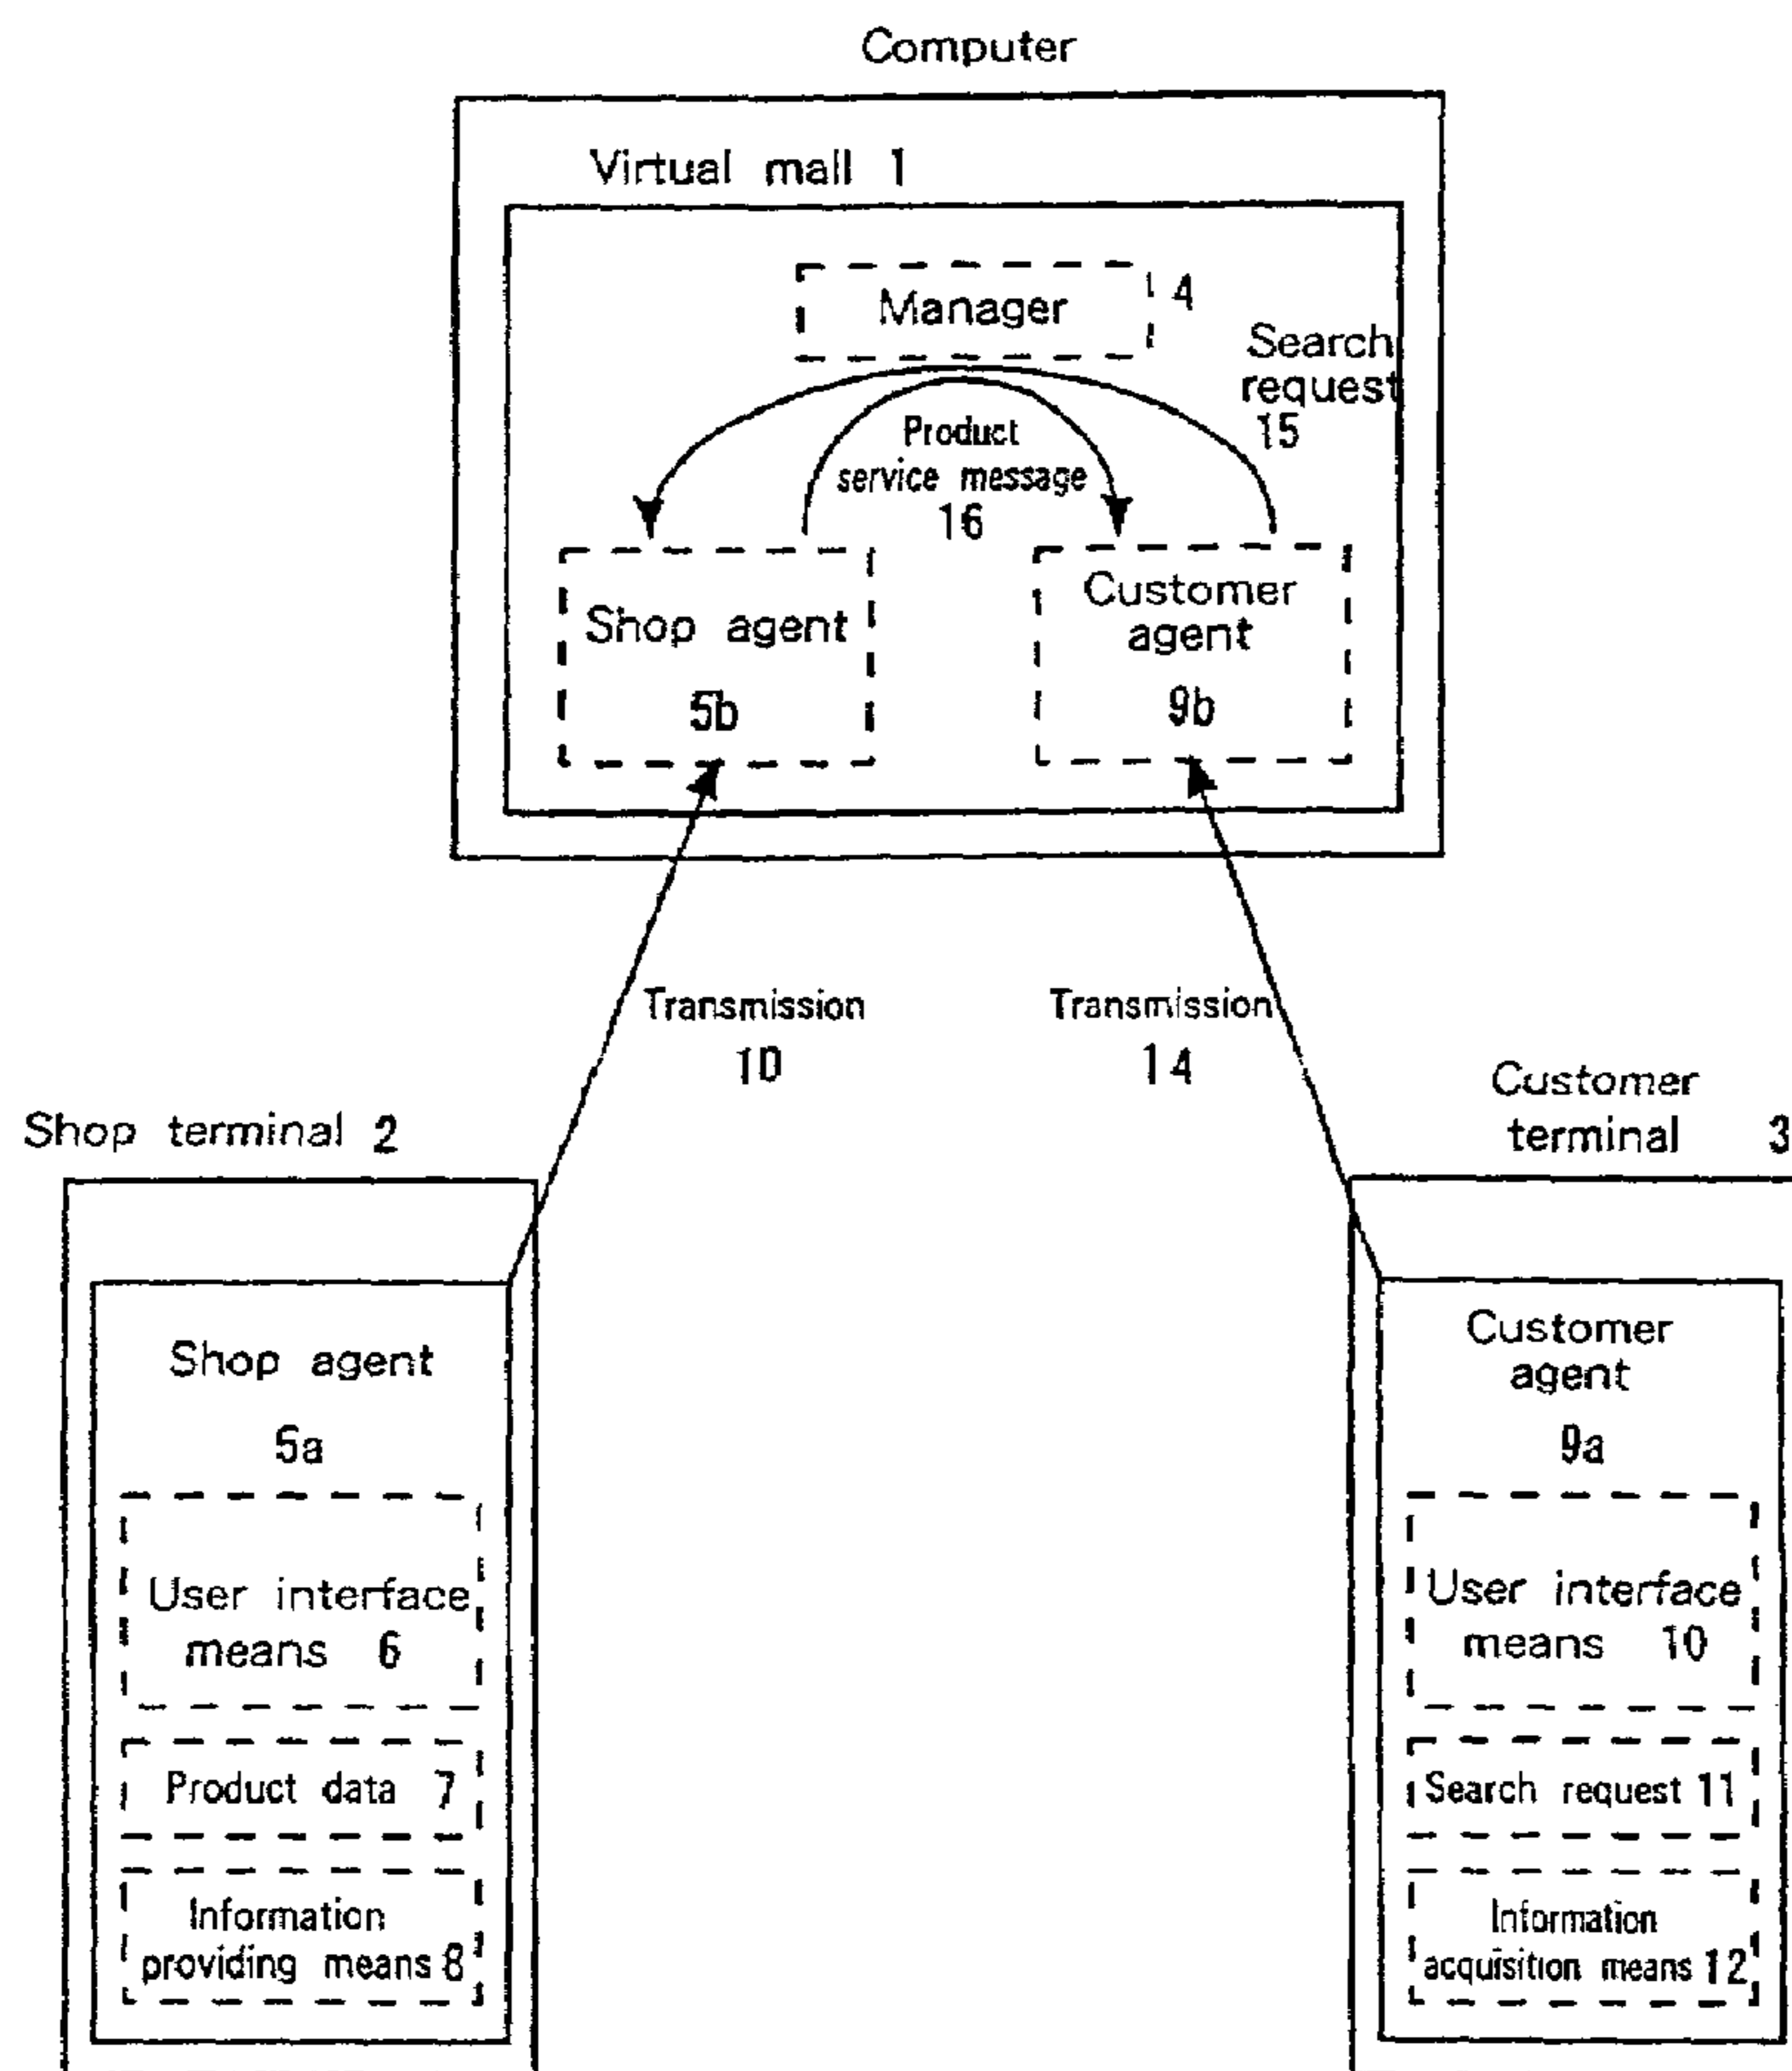 Computer
Virtual mall 1
Manager 4
Search
request
15
Product
service message
16
Shop agent
5b
Customer
agent
9b
Transmission
10
Transmission
14
Shop terminal 2
Customer
terminal 3
Shop agent
5a
User interface
means 6
Product data 7
Information
providing means 8
Customer
agent
9a
User interface
means 10
Search request 11
Information
acquisition means 12